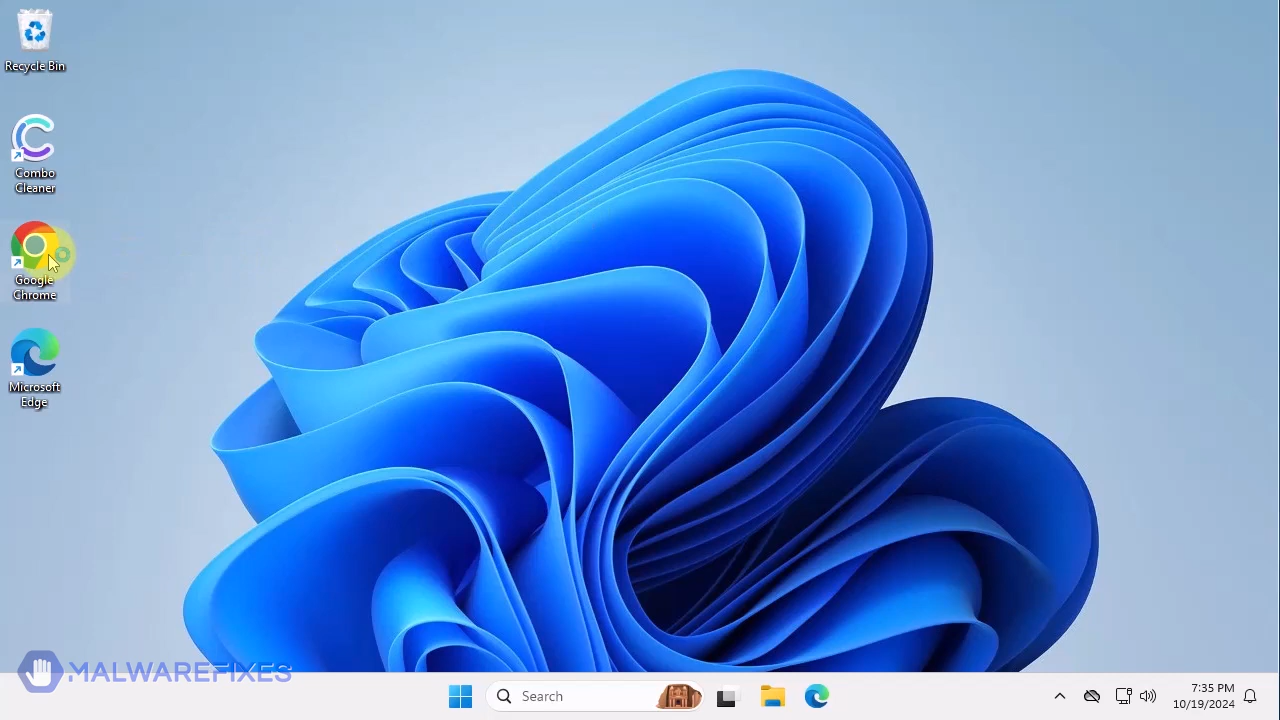 Recycle Bin
Combo
Cleaner
Google
Chrome
Microsoft
Edge
MALWAREFIXES
Search
7:35 PM
10/19/2024